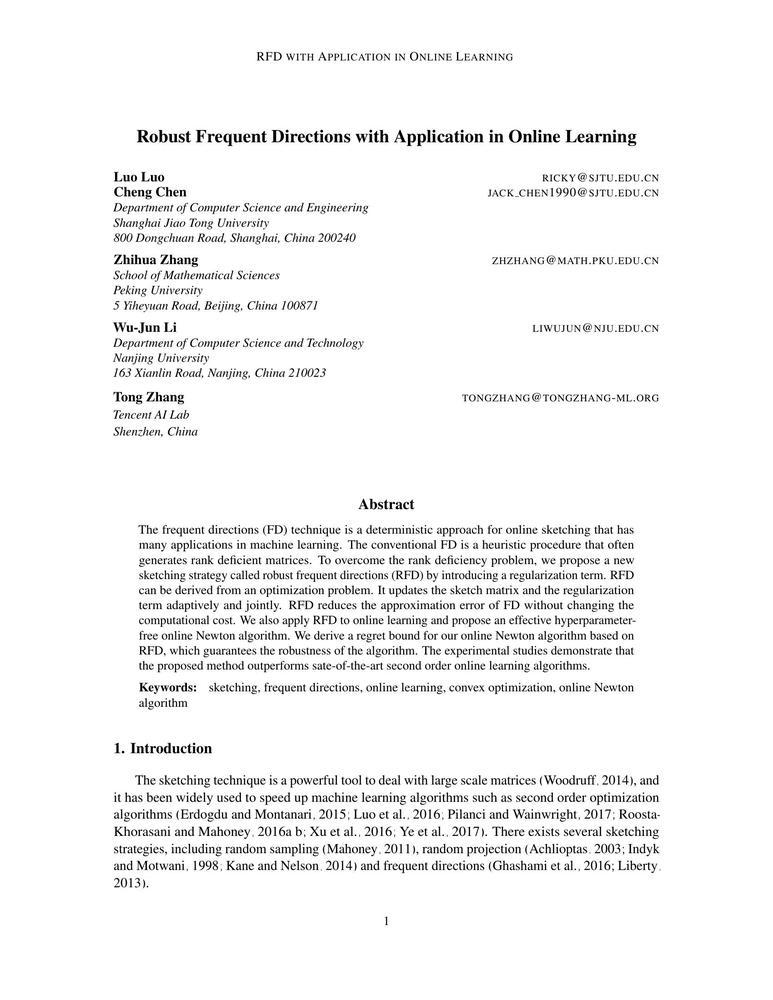 RFD WITH APPLICATION IN ONLINE LEARNING
Robust Frequent Directions with Application in Online Learning
Luo Luo RICKY@SJTU.EDU.CN
Cheng Chen JACK_CHEN1990@SJTU.EDU.CN
Department of Computer Science and Engineering
Shanghai Jiao Tong University
800 Dongchuan Road, Shanghai, China 200240
Zhihua Zhang ZHZHANG@MATH.PKU.EDU.CN
School of Mathematical Sciences
Peking University
5 Yiheyuan Road, Beijing, China 100871
Wu-Jun Li LIWUJUN@NJU.EDU.CN
Department of Computer Science and Technology
Nanjing University
163 Xianlin Road, Nanjing, China 210023
Tong Zhang TONGZHANG@TONGZHANG-ML.ORG
Tencent AI Lab
Shenzhen, China
Abstract
The frequent directions (FD) technique is a deterministic approach for online sketching that has
many applications in machine learning. The conventional FD is a heuristic procedure that often
generates rank deficient matrices. To overcome the rank deficiency problem, we propose a new
sketching strategy called robust frequent directions (RFD) by introducing a regularization term. RFD
can be derived from an optimization problem. It updates the sketch matrix and the regularization
term adaptively and jointly. RFD reduces the approximation error of FD without changing the
computational cost. We also apply RFD to online learning and propose an effective hyperparameter-
free online Newton algorithm. We derive a regret bound for our online Newton algorithm based on
RFD, which guarantees the robustness of the algorithm. The experimental studies demonstrate that
the proposed method outperforms sate-of-the-art second order online learning algorithms.
Keywords: sketching, frequent directions, online learning, convex optimization, online Newton
algorithm
1. Introduction
The sketching technique is a powerful tool to deal with large scale matrices (Woodruff, 2014), and
it has been widely used to speed up machine learning algorithms such as second order optimization
algorithms (Erdogdu and Montanari, 2015; Luo et al., 2016; Pilanci and Wainwright, 2017; Roosta-
Khorasani and Mahoney, 2016a b; Xu et al., 2016; Ye et al., 2017). There exists several sketching
strategies, including random sampling (Mahoney, 2011), random projection (Achlioptas, 2003; Indyk
and Motwani, 1998; Kane and Nelson, 2014) and frequent directions (Ghashami et al., 2016; Liberty,
2013).
1